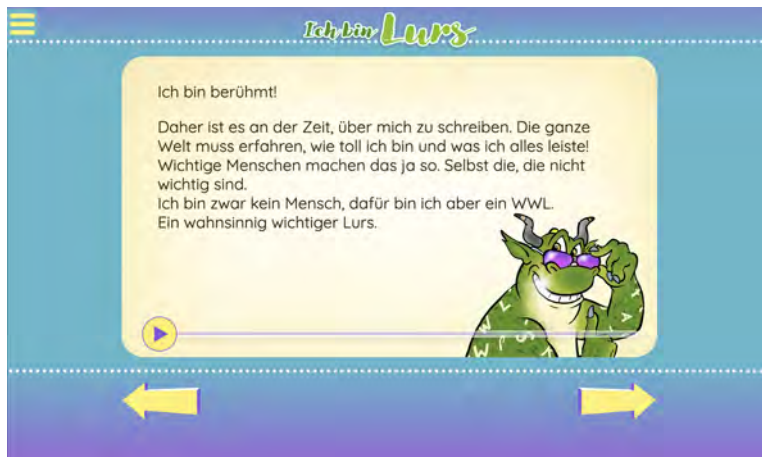 Ich bin Lurs
Ich bin berühmt!
Daher ist es an der Zeit, über mich zu schreiben. Die ganze
Welt muss erfahren, wie toll ich bin und was ich alles leiste!
Wichtige Menschen machen das ja so. Selbst die, die nicht
wichtig sind.
Ich bin zwar kein Mensch, dafür bin ich aber ein WWL.
Ein wahnsinnig wichtiger Lurs.